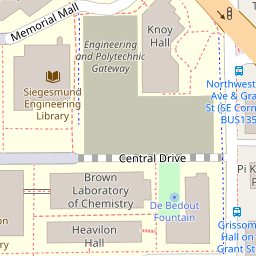 Memorial Mall
Knoy
Hall
Engineering
and Polytechnic
Gateway
Siegesmund
Engineering
Library
Northwest
Ave & Gra
St (SE Corn
BUS135
Central Drive
Brown
Laboratory
of Chemistry
De Bedout
Fountain
Pi K
Heavilon
Hall
Grissom
Hall on
Grant St